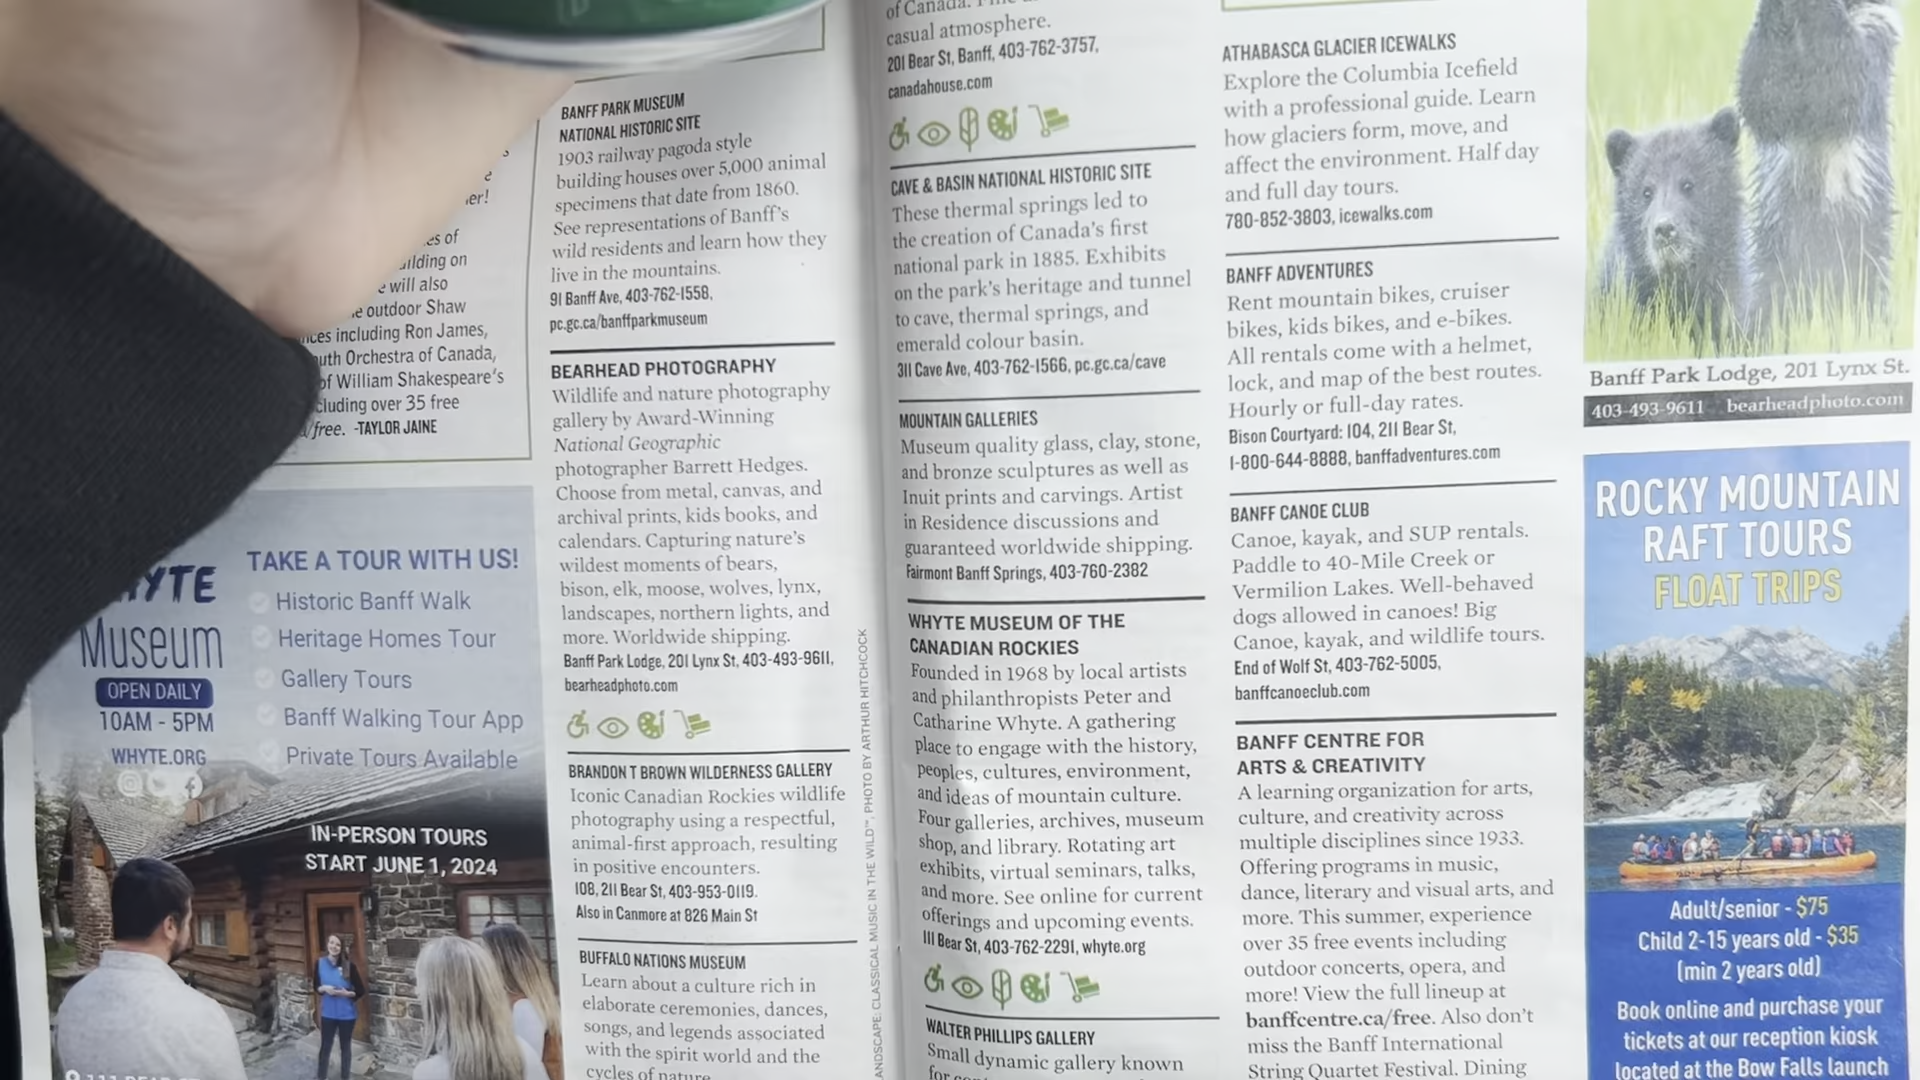 er!
es of
uilding on
e will also
e outdoor Shaw
nces including Ron James,
uth Orchestra of Canada,
of William Shakespeare's
cluding over 35 free
/free. -TAYLOR JAINE
WHYTE
Museum
OPEN DAILY
10AM - 5PM
WHYTE.ORG
TAKE A TOUR WITH US!
Historic Banff Walk
Heritage Homes Tour
Gallery Tours
Banff Walking Tour App
Private Tours Available
IN-PERSON TOURS
START JUNE 1, 2024
BANFF PARK MUSEUM
NATIONAL HISTORIC SITE
1903 railway pagoda style
building houses over 5,000 animal
specimens that date from 1860.
See representations of Banff's
wild residents and learn how they
live in the mountains.
91 Banff Ave, 403-762-1558,
pc.gc.ca/banffparkmuseum
BEARHEAD PHOTOGRAPHY
Wildlife and nature photography
gallery by Award-Winning
National Geographic
photographer Barrett Hedges.
Choose from metal, canvas, and
archival prints, kids books, and
calendars. Capturing nature's
wildest moments of bears,
bison, elk, moose, wolves, lynx,
landscapes, northern lights, and
more. Worldwide shipping.
Banff Park Lodge, 201 Lynx St, 403-493-9611,
bearheadphoto.com
BRANDON T BROWN WILDERNESS GALLERY
Iconic Canadian Rockies wildlife
photography using a respectful,
animal-first approach, resulting
in positive encounters.
108, 211 Bear St, 403-953-0119.
Also in Canmore at 826 Main St
BUFFALO NATIONS MUSEUM
Learn about a culture rich in
elaborate ceremonies, dances,
songs, and legends associated
with the spirit world and the
cycles of nature
ANDSCAPE: CLASSICAL MUSIC IN THE WILD™, PHOTO BY ARTHUR HITCHCOCK
of Canada.
casual atmosphere.
201 Bear St, Banff, 403-762-3757,
canadahouse.com
CAVE & BASIN NATIONAL HISTORIC SITE
These thermal springs led to
the creation of Canada's first
national park in 1885. Exhibits
on the park's heritage and tunnel
to cave, thermal springs, and
emerald colour basin.
311 Cave Ave, 403-762-1566, pc.gc.ca/cave
MOUNTAIN GALLERIES
Museum quality glass, clay, stone,
and bronze sculptures as well as
Inuit prints and carvings. Artist
in Residence discussions and
guaranteed worldwide shipping.
Fairmont Banff Springs, 403-760-2382
WHYTE MUSEUM OF THE
CANADIAN ROCKIES
Founded in 1968 by local artists
and philanthropists Peter and
Catharine Whyte. A gathering
place to engage with the history,
peoples, cultures, environment,
and ideas of mountain culture.
Four galleries, archives, museum
shop, and library. Rotating art
exhibits, virtual seminars, talks,
and more. See online for current
offerings and upcoming events.
111 Bear St, 403-762-2291, whyte.org
WALTER PHILLIPS GALLERY
Small dynamic gallery known
ATHABASCA GLACIER ICEWALKS
Explore the Columbia Icefield
with a professional guide. Learn
how glaciers form, move, and
affect the environment. Half day
and full day tours.
780-852-3803, icewalks.com
BANFF ADVENTURES
Rent mountain bikes, cruiser
bikes, kids bikes, and e-bikes.
All rentals come with a helmet,
lock, and map of the best routes.
Hourly or full-day rates.
Bison Courtyard: 104, 211 Bear St,
1-800-644-8888, banffadventures.com
BANFF CANOE CLUB
Canoe, kayak, and SUP rentals.
Paddle to 40-Mile Creek or
Vermilion Lakes. Well-behaved
dogs allowed in canoes! Big
Canoe, kayak, and wildlife tours.
End of Wolf St, 403-762-5005,
banffcanoeclub.com
BANFF CENTRE FOR
ARTS & CREATIVITY
A learning organization for arts,
culture, and creativity across
multiple disciplines since 1933.
Offering programs in music,
dance, literary and visual arts, and
more. This summer, experience
over 35 free events including
outdoor concerts, opera, and
more! View the full lineup at
banffcentre.ca/free. Also don't
miss the Banff International
String Quartet Festival. Dining
Banff Park Lodge, 201 Lynx St.
403-493-9611 bearheadphoto.com
ROCKY MOUNTAIN
RAFT TOURS
FLOAT TRIPS
Adult/senior - $75
Child 2-15 years old - $35
(min 2 years old)
Book online and purchase your
tickets at our reception kiosk
located at the Bow Falls launch